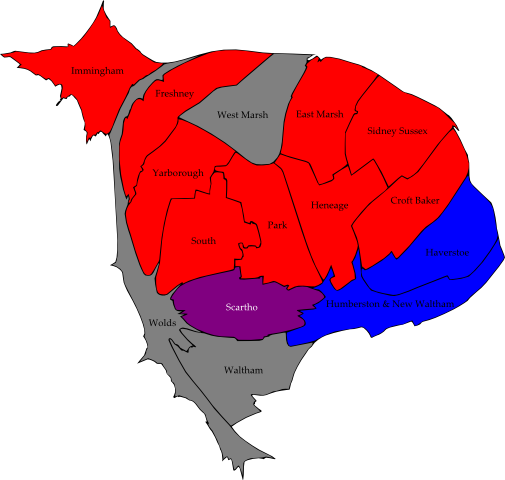 Immingham
Freshney
West Marsh
East Marsh
Sidney Sussex
Yarborough
Croft Baker
Heneage
Park
South
Haverstoe
Humberston & New Waltham
Scartho
Wolds
Waltham